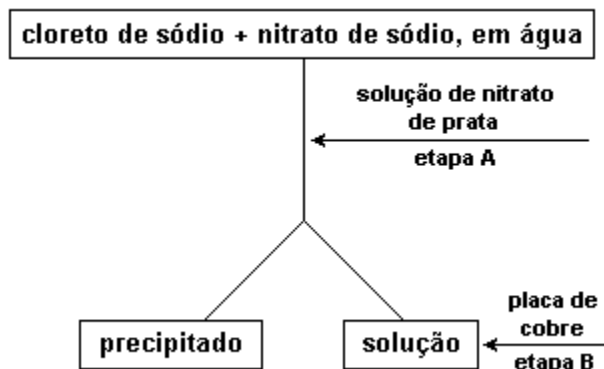 cloreto de sódio + nitrato de sódio, em água
solução de nitrato
de prata
etapa A
precipitado
solução
placa de
cobre
etapa B